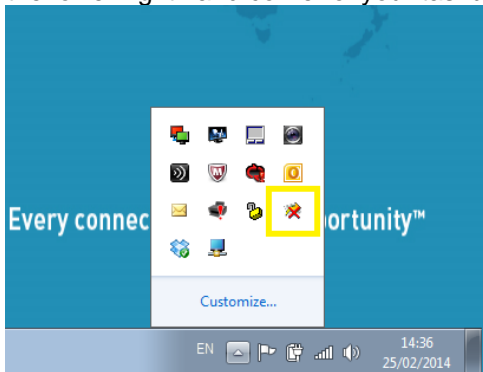 Every connec ortunity™
Customize...
EN
14:36
25/02/2014